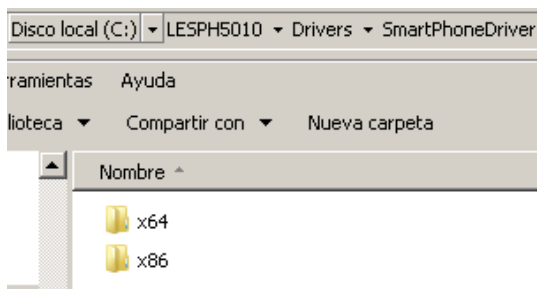 Disco local (C:) LESPH5010 Drivers SmartPhoneDriver
rramientas Ayuda
lioteca Compartir con Nueva carpeta
Nombre
x64
x86